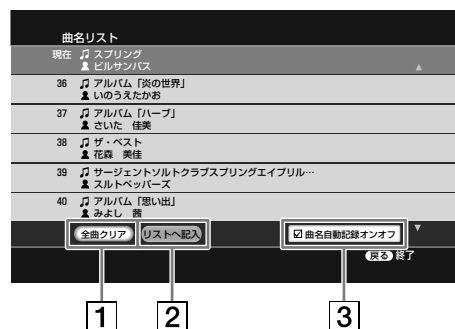 曲名リスト
現在 スプリング
ビルサンバス
36 アルバム「炎の世界」
いのうえたかお
37 アルバム「ハーブ」
さいた 佳美
38 ザ・ベスト
花森 美佳
39 サージェントソルトクラブスプリングエイプリル…
スルトペッパーズ
40 アルバム「思い出」
みよし 茜
全曲クリア リストへ記入 ☑ 曲名自動記録オンオフ
戻る 終了
1 2 3